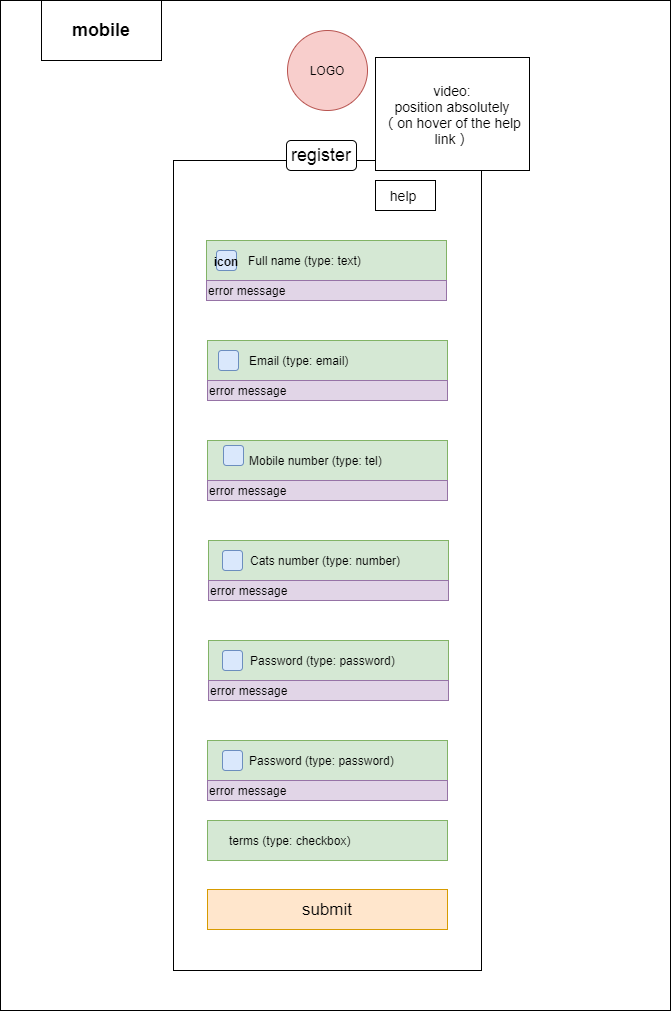 mobile
LOGO
video:
position absolutely
( on hover of the help
link )
register
help
icon
Full name (type: text)
error message
Email (type: email)
error message
Mobile number (type: tel)
error message
Cats number (type: number)
error message
Password (type: password)
error message
Password (type: password)
error message
terms (type: checkbox)
submit